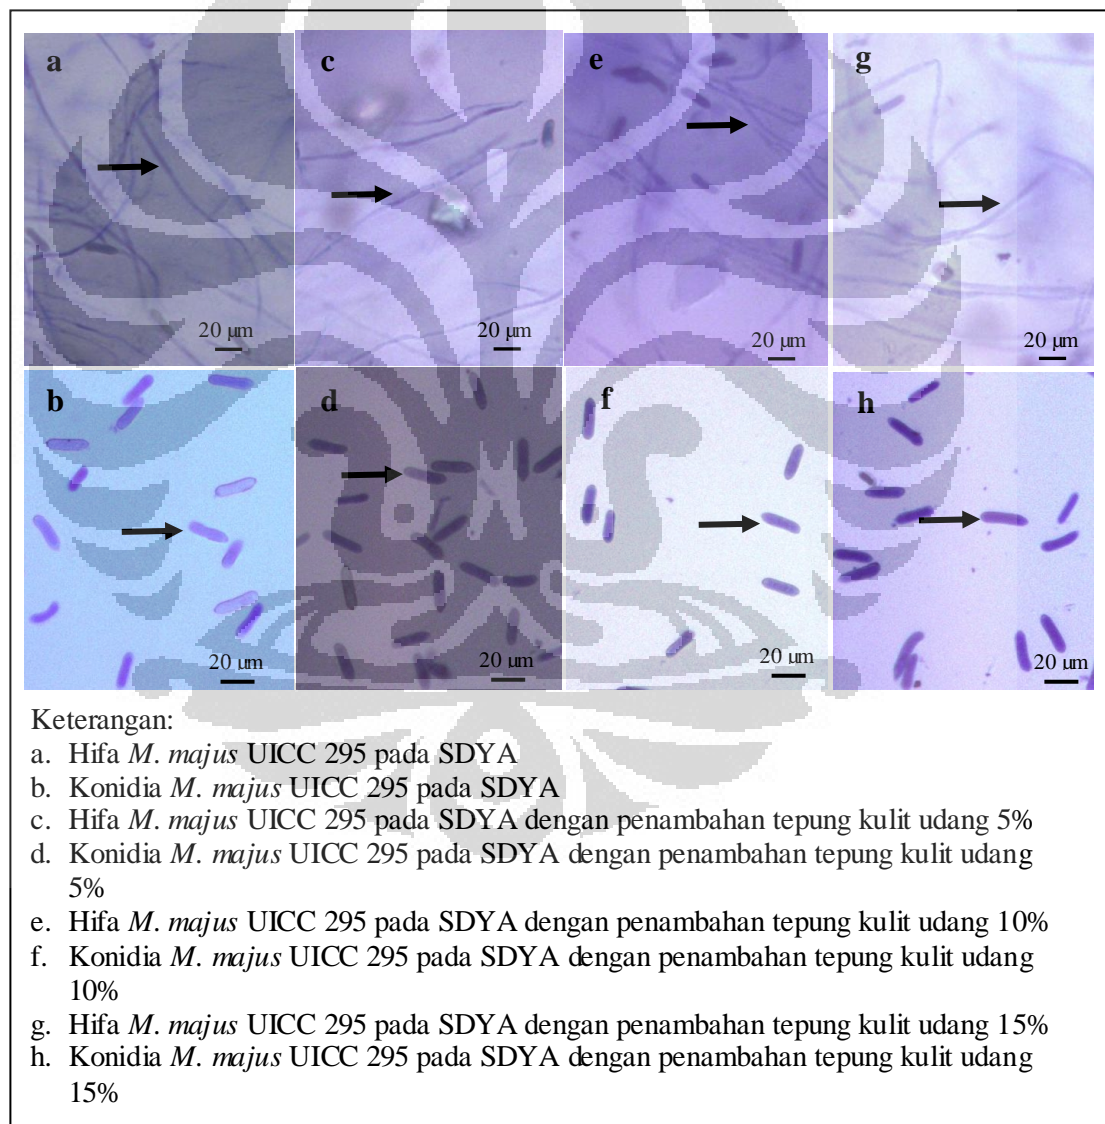 a
c
e
g
20 μm
20 μm
20 μm
20 μm
b
d
f
h
20 μm
20 μm
20 μm
20 μm
Keterangan:
a. Hifa M. majus UICC 295 pada SDYA
b. Konidia M. majus UICC 295 pada SDYA
c. Hifa M. majus UICC 295 pada SDYA dengan penambahan tepung kulit udang 5%
d. Konidia M. majus UICC 295 pada SDYA dengan penambahan tepung kulit udang
5%
e. Hifa M. majus UICC 295 pada SDYA dengan penambahan tepung kulit udang 10%
f. Konidia M. majus UICC 295 pada SDYA dengan penambahan tepung kulit udang
10%
g. Hifa M. majus UICC 295 pada SDYA dengan penambahan tepung kulit udang 15%
h. Konidia M. majus UICC 295 pada SDYA dengan penambahan tepung kulit udang
15%